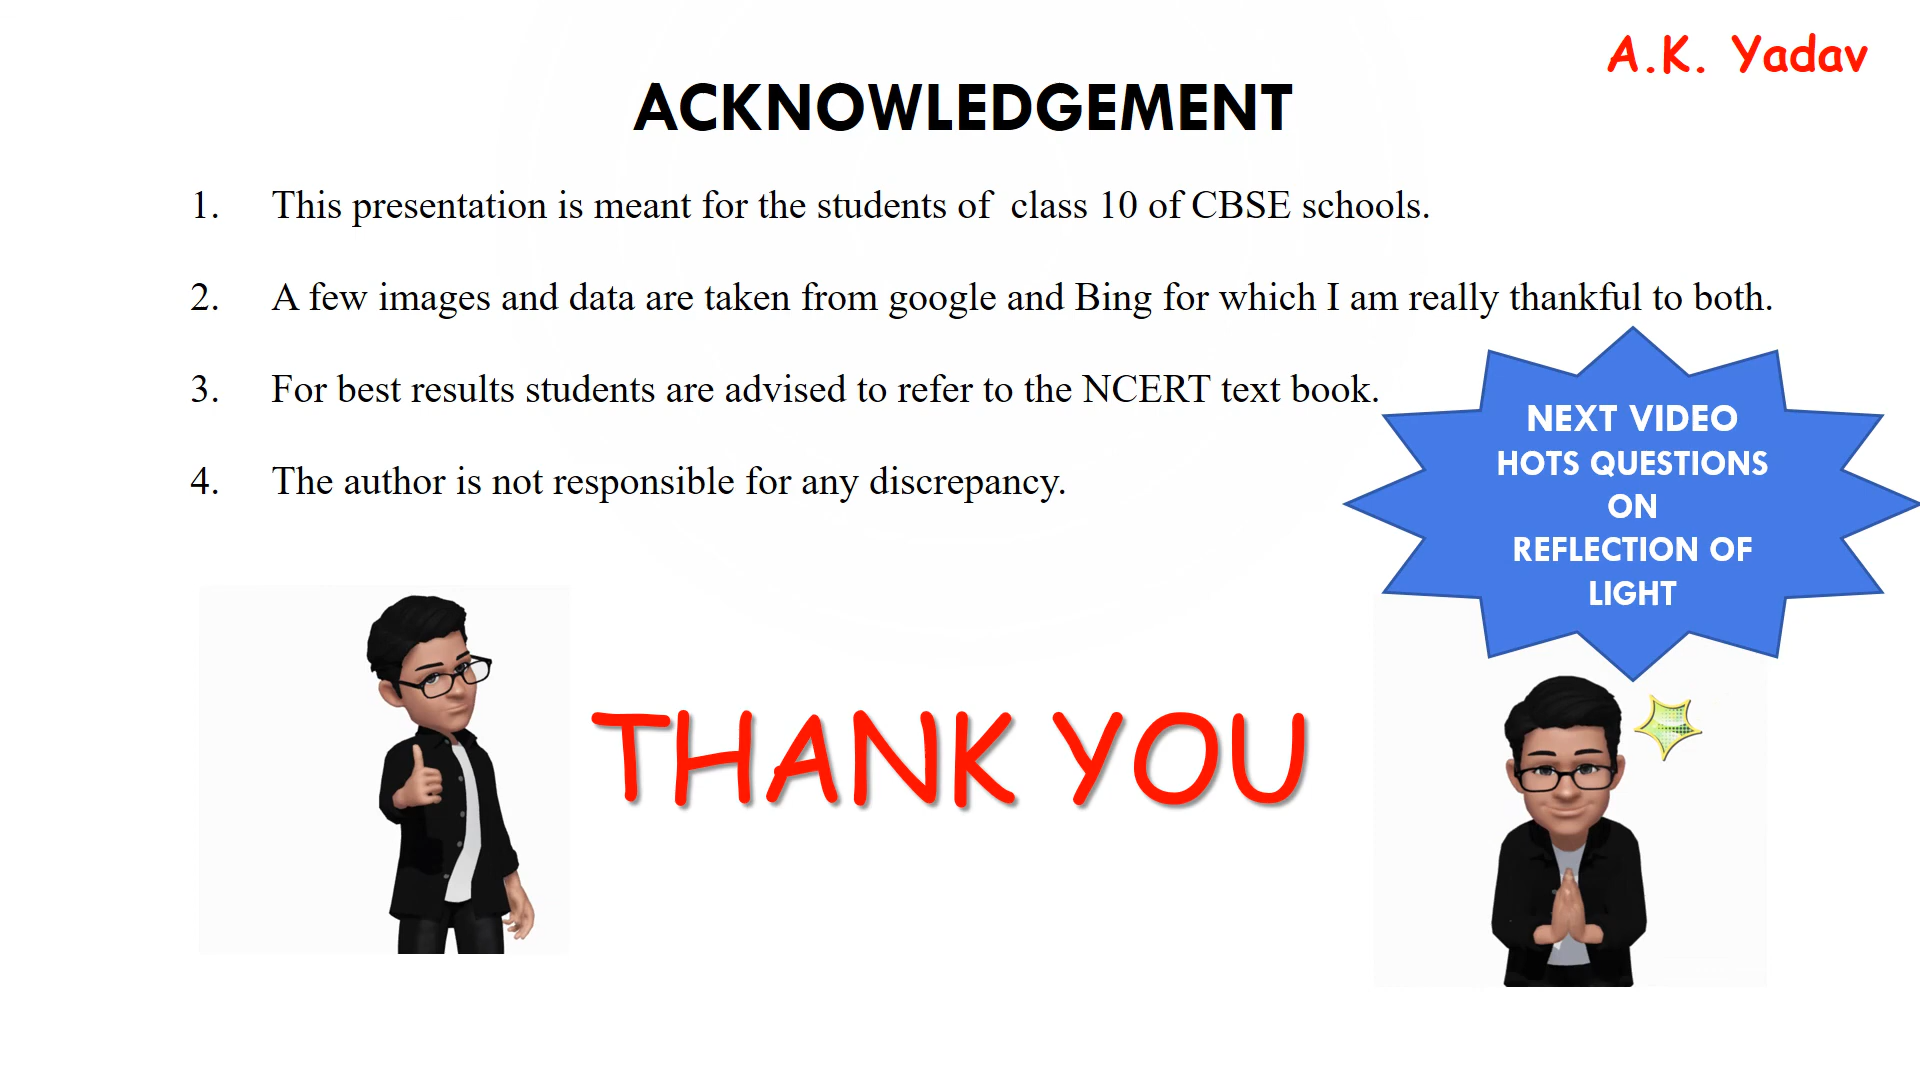 A.K. Yadav
ACKNOWLEDGEMENT
1. This presentation is meant for the students of class 10 of CBSE schools.
2. A few images and data are taken from google and Bing for which I am really thankful to both.
3. For best results students are advised to refer to the NCERT text book.
4. The author is not responsible for any discrepancy.
NEXT VIDEO
HOTS QUESTIONS
ON
REFLECTION OF
LIGHT
THANK YOU